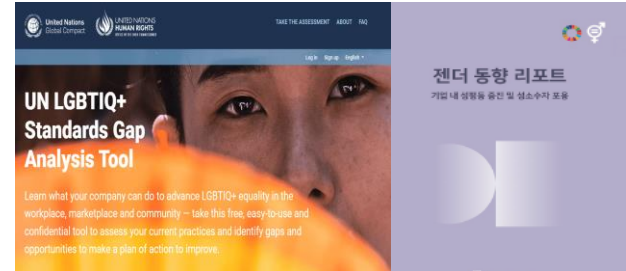 United Nations
Global Compact
UNITED NATIONS
HUMAN RIGHTS
TAKE THE ASSESSMENT ABOUT FAQ
Log in Sign up English
UN LGBTIQ+
Standards Gap
Analysis Tool
Learn what your company can do to advance LGBTIQ+ equality in the
workplace, marketplace and community — take this free, easy-to-use and
confidential tool to assess your current practices and identify gaps and
opportunities to make a plan of action to improve.
젠더 동향 리포트
기업 내 성평등 증진 및 성소수자 포용